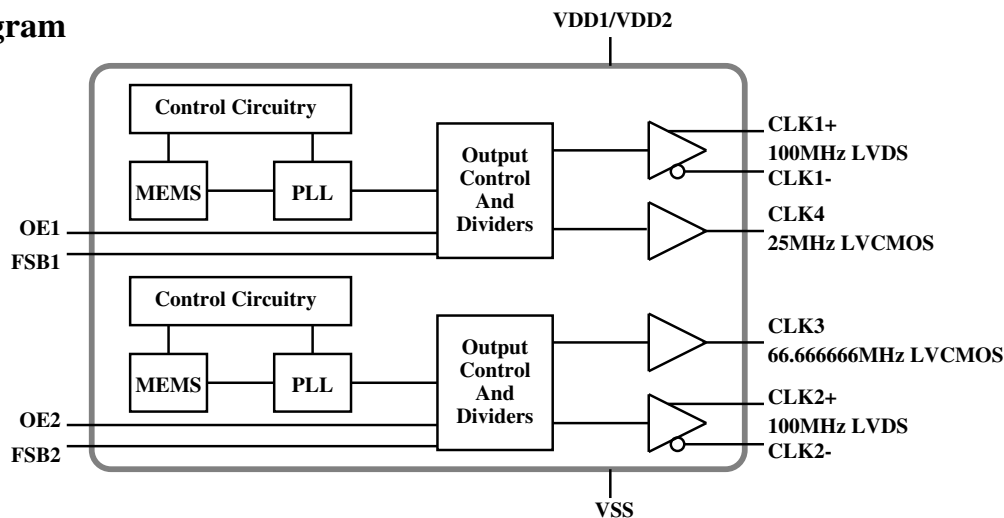 gram
VDD1/VDD2
Control Circuitry
MEMS
PLL
Output
Control
And
Dividers
CLK1+
100MHz LVDS
CLK1-
CLK4
25MHz LVCMOS
OE1
FSB1
Control Circuitry
MEMS
PLL
Output
Control
And
Dividers
CLK3
66.666666MHz LVCMOS
CLK2+
100MHz LVDS
CLK2-
OE2
FSB2
VSS